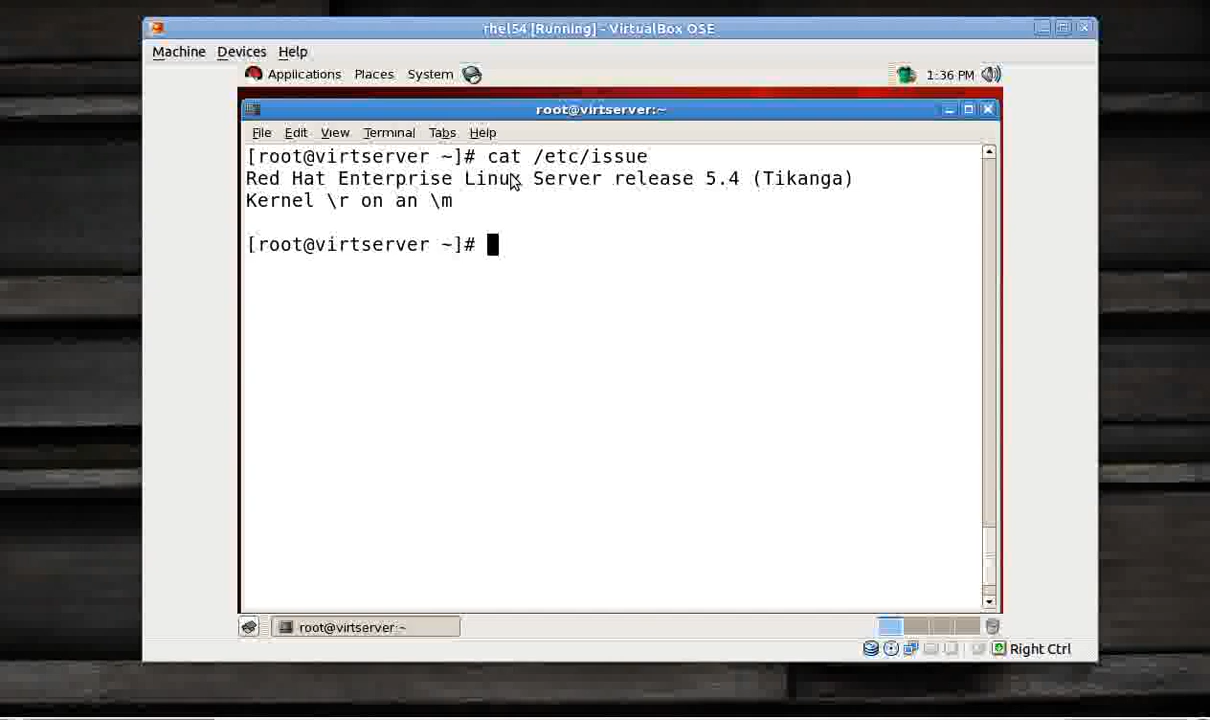 rhel54 [Running] - VirtualBox OSE
Machine Devices Help
Applications Places System 1:36 PM
root@virtserver:~
File Edit View Terminal Tabs Help
[root@virtserver ~]# cat /etc/issue
Red Hat Enterprise Linux Server release 5.4 (Tikanga)
Kernel \r on an \m
[root@virtserver ~]#
root@virtserver:~
Right Ctrl